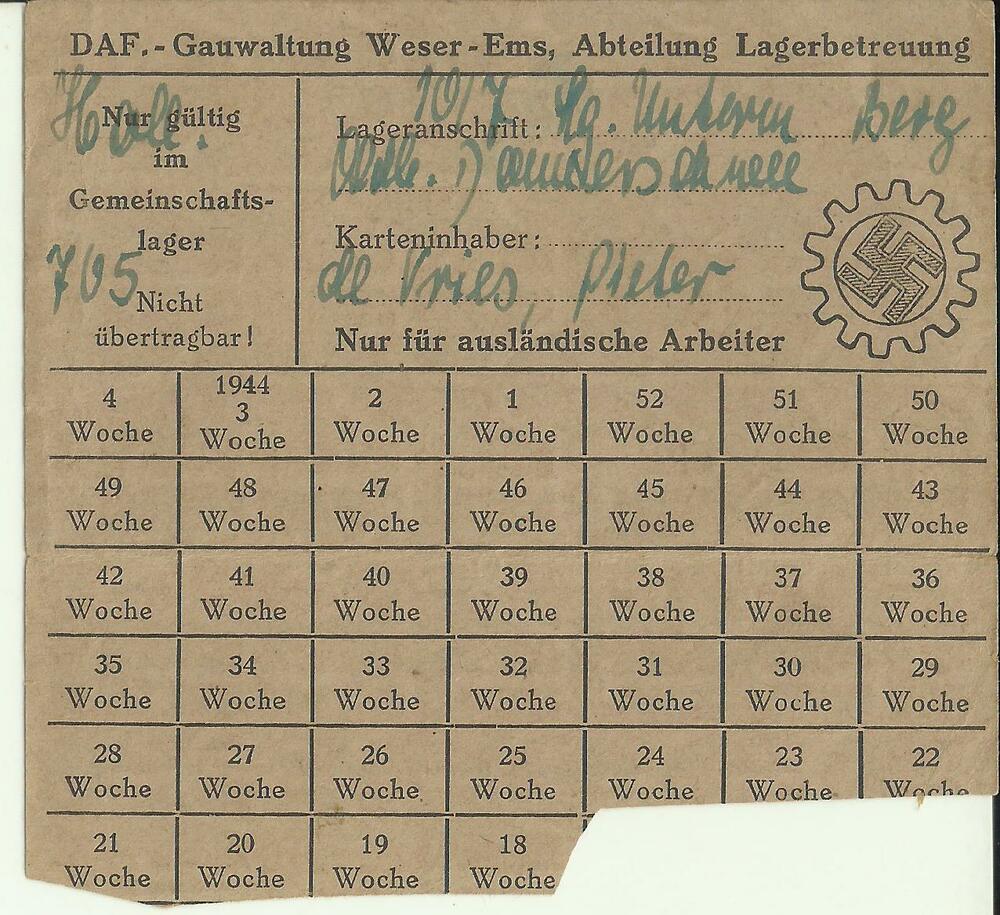 DAF.-Gauwaltung Weser-Ems, Abteilung Lagerbetreuung
Holl.
Nur gültig
im
Gemeinschafts-
lager
705
Nicht
übertragbar!
10/7 Lg. Unterm Berg
Lageranschrift:
Karteninhaber:
de Vries, Pieter
Nur für ausländische Arbeiter
4 1944 3 2 1 52 51 50
Woche Woche Woche Woche Woche Woche Woche
49 48 47 46 45 44 43
Woche Woche Woche Woche Woche Woche Woche
42 41 40 39 38 37 36
Woche Woche Woche Woche Woche Woche Woche
35 34 33 32 31 30 29
Woche Woche Woche Woche Woche Woche Woche
28 27 26 25 24 23 22
Woche Woche Woche Woche Woche Woche Woche
21 20 19 18
Woche Woche Woche Woche